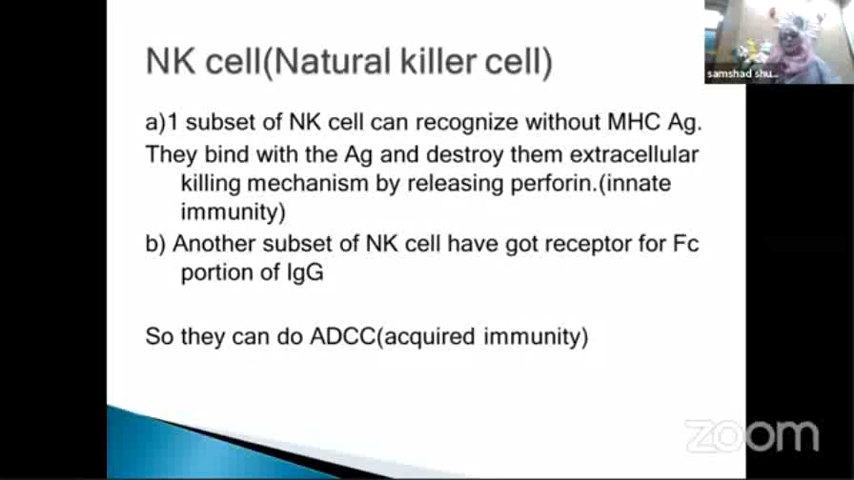 NK cell(Natural killer cell)
samshad shu...
a)1 subset of NK cell can recognize without MHC Ag.
They bind with the Ag and destroy them extracellular
killing mechanism by releasing perforin.(innate
immunity)
b) Another subset of NK cell have got receptor for Fc
portion of IgG
So they can do ADCC(acquired immunity)
zoom